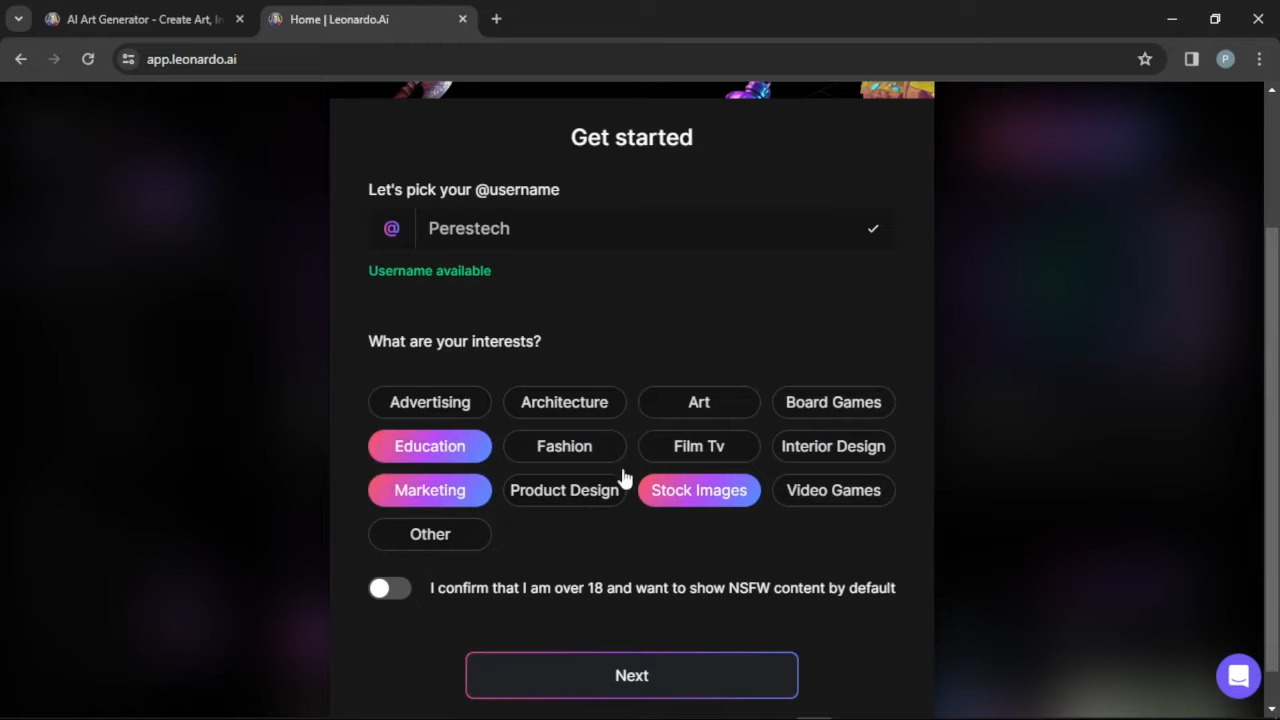 AI Art Generator - Create Art, In
Home | Leonardo.Ai
app.leonardo.ai
P
Get started
Let's pick your @username
@ Perestech
Username available
What are your interests?
Advertising Architecture Art Board Games
Education Fashion Film Tv Interior Design
Marketing Product Design Stock Images Video Games
Other
I confirm that I am over 18 and want to show NSFW content by default
Next